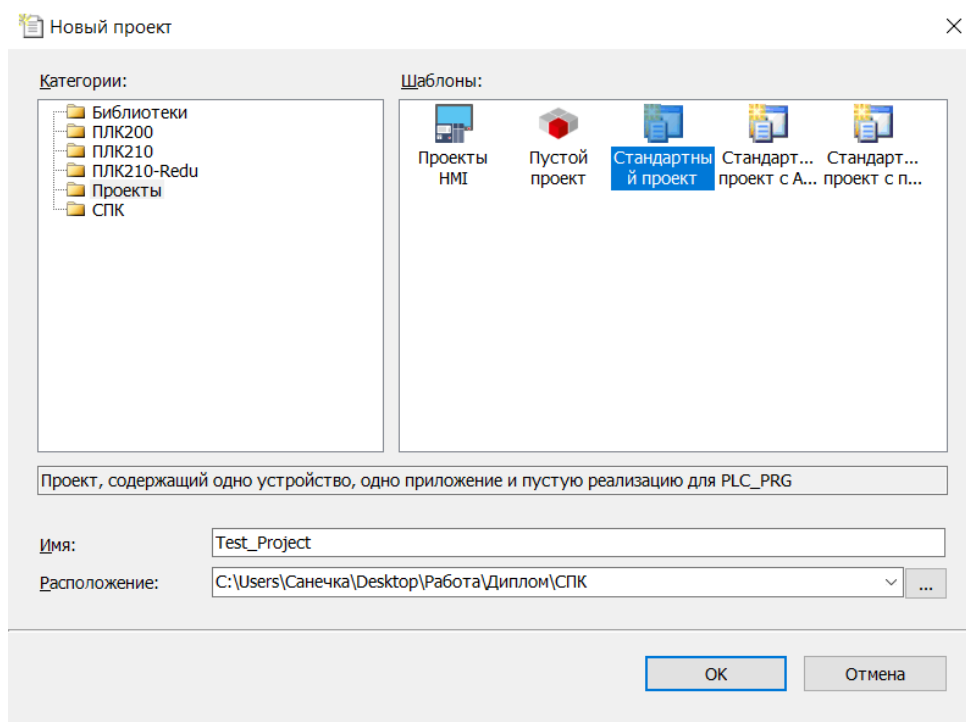 Новый проект
Категории:
Библиотеки
ПЛК200
ПЛК210
ПЛК210-Redu
Проекты
СПК
Шаблоны:
Проекты HMI
Пустой проект
Стандартны й проект
Стандарт... проект с А...
Стандарт... проект с п...
Проект, содержащий одно устройство, одно приложение и пустую реализацию для PLC_PRG
Имя:
Test_Project
Расположение:
C:\Users\Санечка\Desktop\Работа\Диплом\СПК
...
OK
Отмена